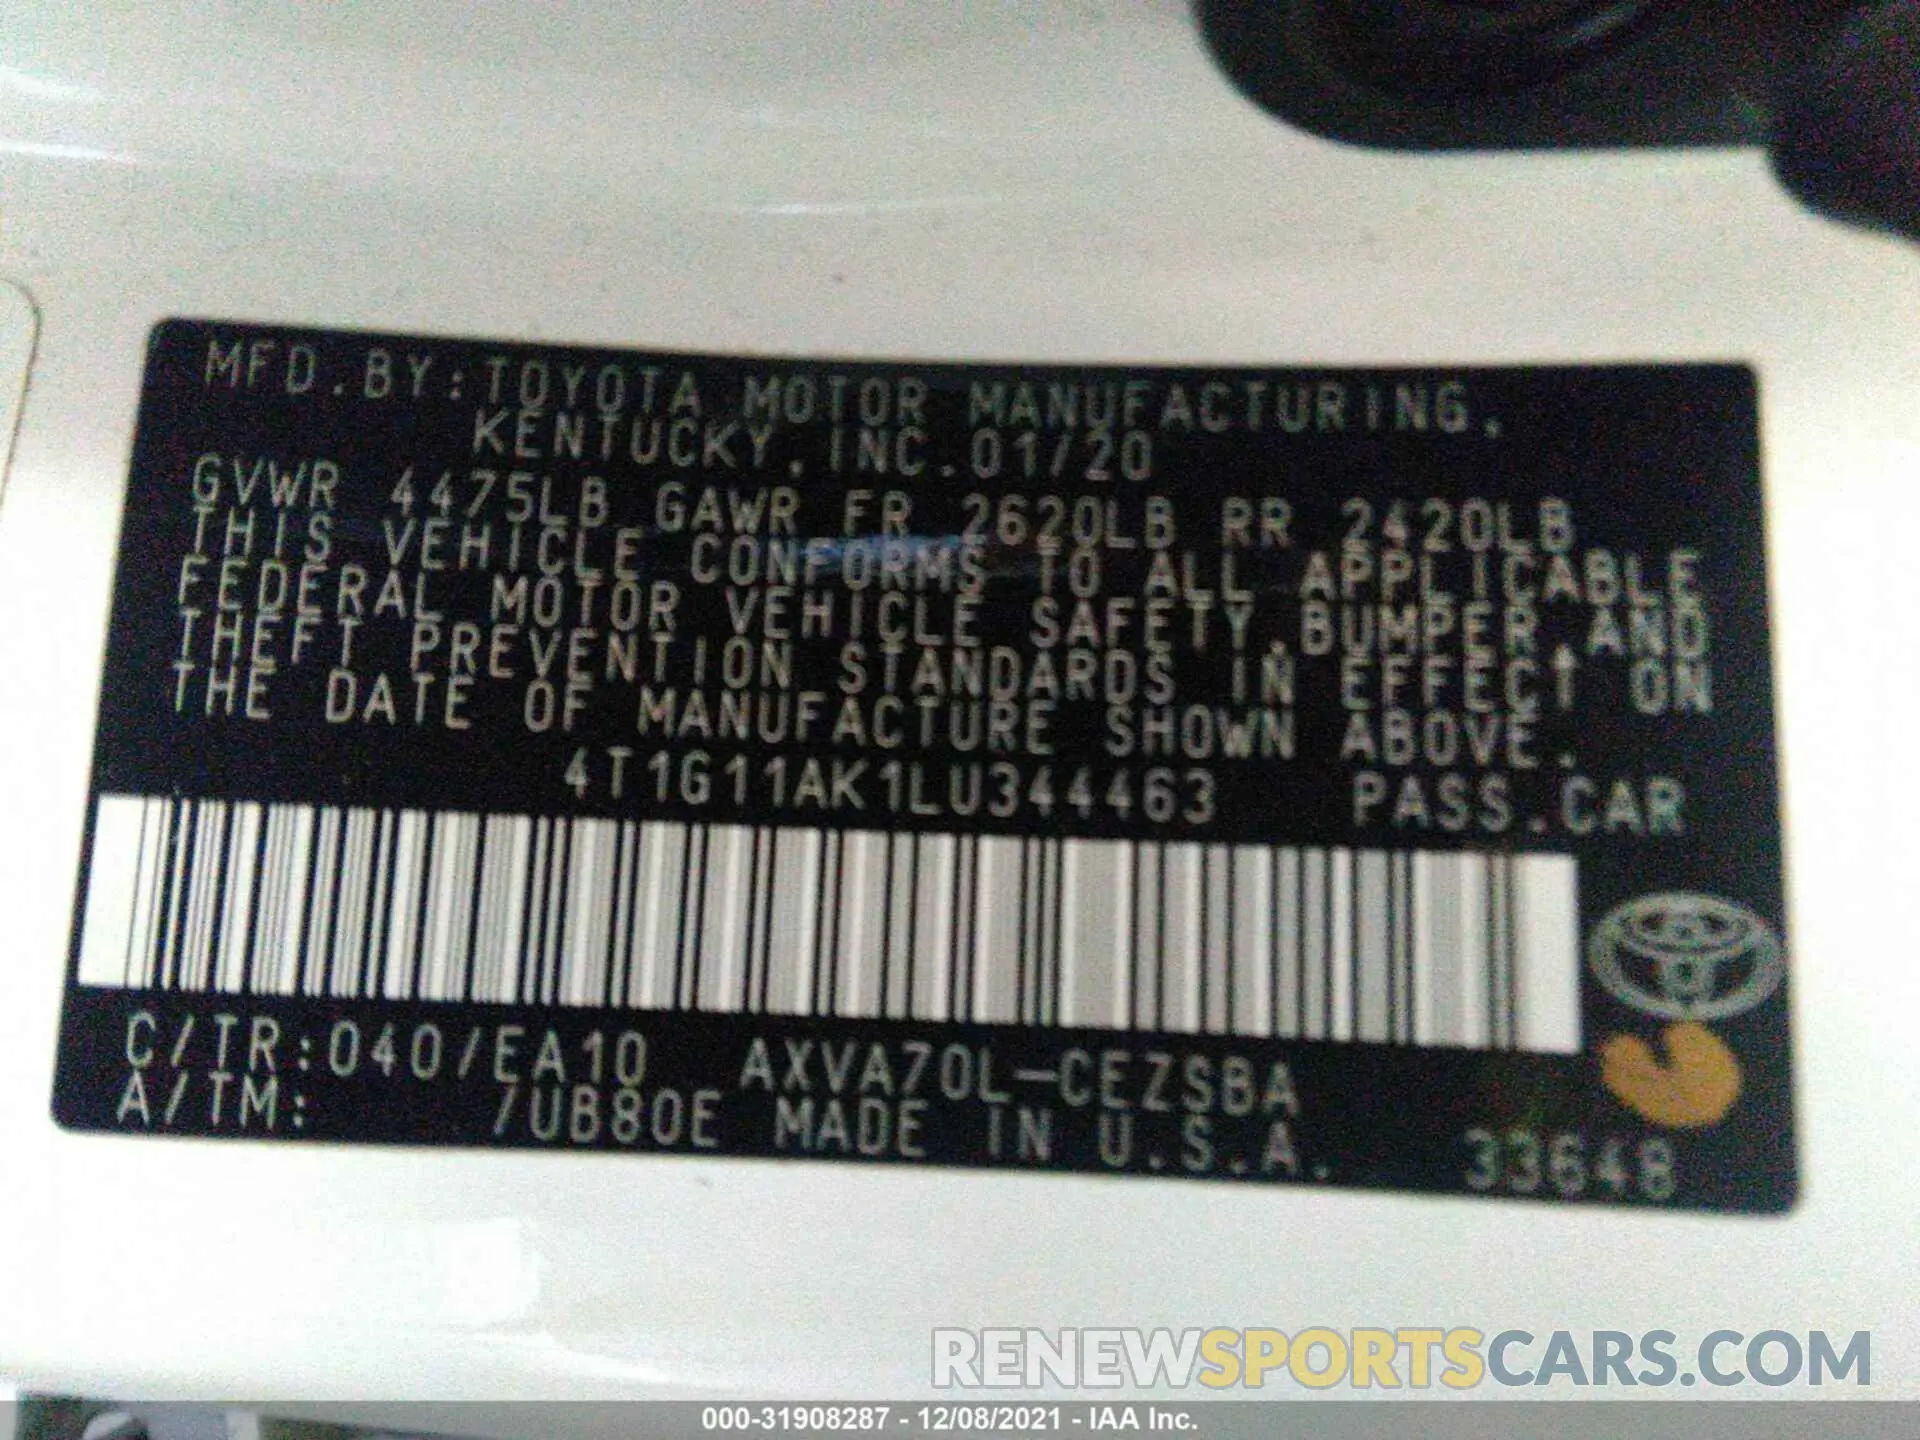 MFD.BY:TOYOTA MOTOR MANUFACTURING,
KENTUCKY,INC.01/20
GVWR 4475LB GAWR FR 2620LB RR 2420LB
THIS VEHICLE CONFORMS TO ALL APPLICABLE
FEDERAL MOTOR VEHICLE SAFETY,BUMPER,AND
THEFT PREVENTION STANDARDS IN EFFECT ON
THE DATE OF MANUFACTURE SHOWN ABOVE.
4T1G11AK1LU344463 PASS.CAR
C/TR:040/EA10 AXVA70L-CEZSBA
A/TM: /UB80E MADE IN U.S.A. 33648
RENEWSPORTSCARS.COM
000-31908287 - 12/08/2021 - IAA Inc.